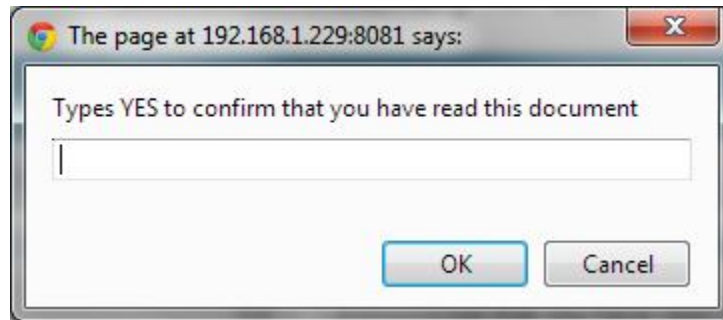 The page at 192.168.1.229:8081 says:
Types YES to confirm that you have read this document
OK Cancel